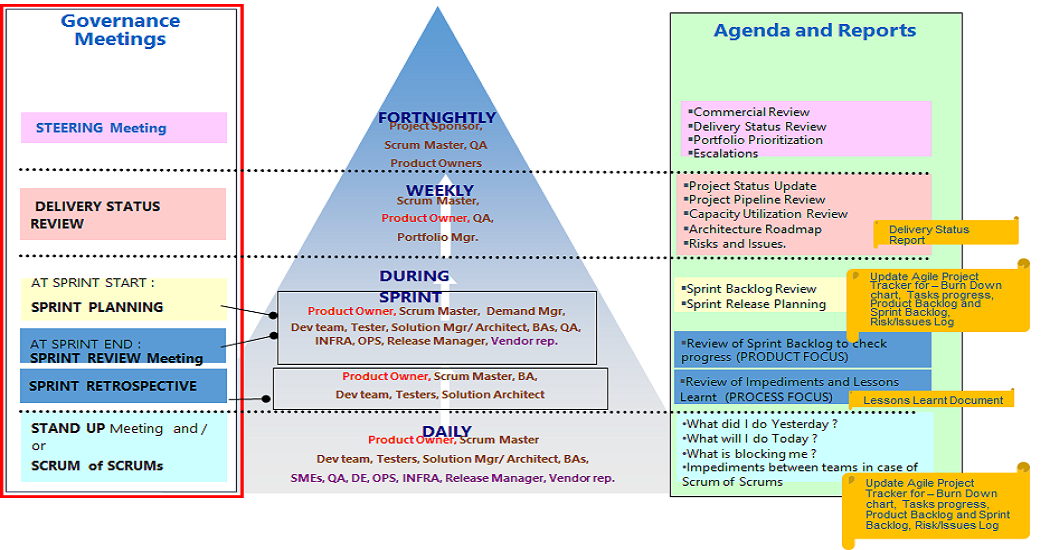 Governance
Meetings
STEERING Meeting
DELIVERY STATUS
REVIEW
AT SPRINT START :
SPRINT PLANNING
AT SPRINT END :
SPRINT REVIEW Meeting
SPRINT RETROSPECTIVE
STAND UP Meeting and /
or
SCRUM of SCRUMs
FORTNIGHTLY
Project Sponsor,
Scrum Master, QA
Product Owners
WEEKLY
Scrum Master,
Product Owner, QA,
Portfolio Mgr.
DURING
SPRINT
Product Owner, Scrum Master, Demand Mgr,
Dev team, Tester, Solution Mgr/ Architect, BAs, QA,
INFRA, OPS, Release Manager, Vendor rep.
Product Owner, Scrum Master, BA,
Dev team, Testers, Solution Architect
DAILY
Product Owner, Scrum Master
Dev team, Testers, Solution Mgr/ Architect, BAs,
SMEs, QA, DE, OPS, INFRA, Release Manager, Vendor rep.
Agenda and Reports
▪Commercial Review
▪Delivery Status Review
▪Portfolio Prioritization
▪Escalations
▪Project Status Update
▪Project Pipeline Review
▪Capacity Utilization Review
▪Architecture Roadmap
▪Risks and Issues.
Delivery Status
Report
▪Sprint Backlog Review
▪Sprint Release Planning
Update Agile Project
Tracker for – Burn Down
chart, Tasks progress,
Product Backlog and
Sprint Backlog,
Risk/Issues Log
▪Review of Sprint Backlog to check
progress (PRODUCT FOCUS)
▪Review of Impediments and Lessons
Learnt (PROCESS FOCUS)
Lessons Learnt Document
•What did I do Yesterday ?
•What will I do Today ?
•What is blocking me ?
•Impediments between teams in case of
Scrum of Scrums
Update Agile Project
Tracker for – Burn Down
chart, Tasks progress,
Product Backlog and Sprint
Backlog, Risk/Issues Log